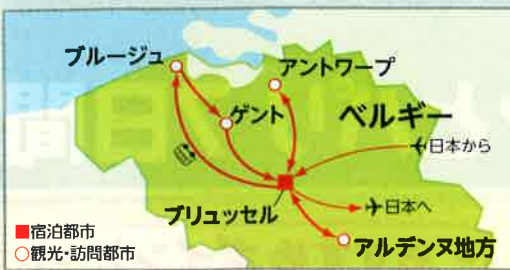 ブルージュ
アントワープ
ゲント
ベルギー
日本から
ブリュッセル
日本へ
アルデンヌ地方
■宿泊都市
○観光・訪問都市